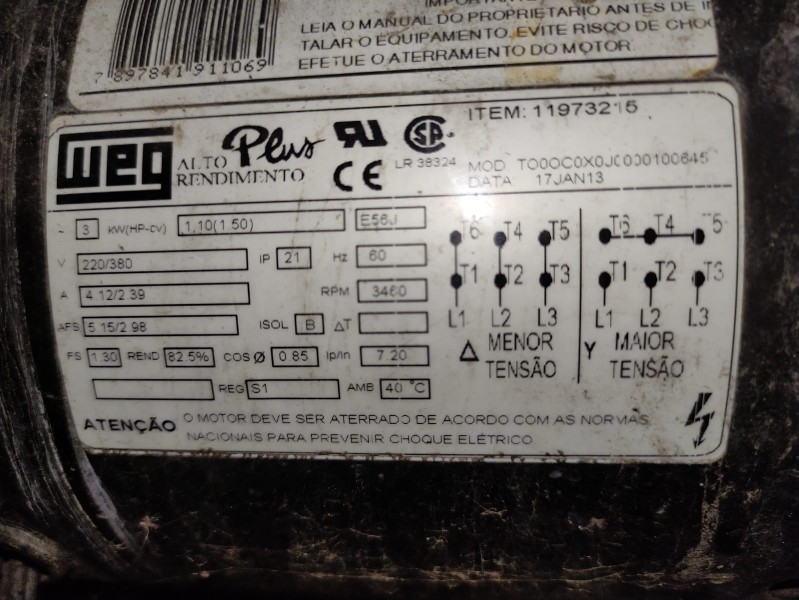 IMPORTANTE
LEIA O MANUAL DO PROPRIETARIO ANTES DE
TALAR O EQUIPAMENTO, EVITE RISCO DE
EFETUE O ATERRAMENTO DO MOTOR.
7 897841 911069
WEG ALTO RENDIMENTO Plus
CE CSA LR 38324
ITEM: 11973215
MOD T000C0X0J0000100645
DATA 17JAN13
3 KW(HP-cv) 1,10(1.50) E56J
V 220/380 IP 21 Hz 60
A 4.12/2.39 RPM 3460
AFS 5.15/2.98 ISOL B ΔT
FS 1.30 REND 82.5% COS Ø 0.85 Ip/In 7.20
REG S1 AMB 40 °C
T6 T4 T5 T6 T4 T5
T1 T2 T3 T1 T2 T3
L1 L2 L3 L1 L2 L3
Δ MENOR TENSÃO Y MAIOR TENSÃO
ATENÇÃO O MOTOR DEVE SER ATERRADO DE ACORDO COM AS NORMAS
NACIONAIS PARA PREVENIR CHOQUE ELÉTRICO.